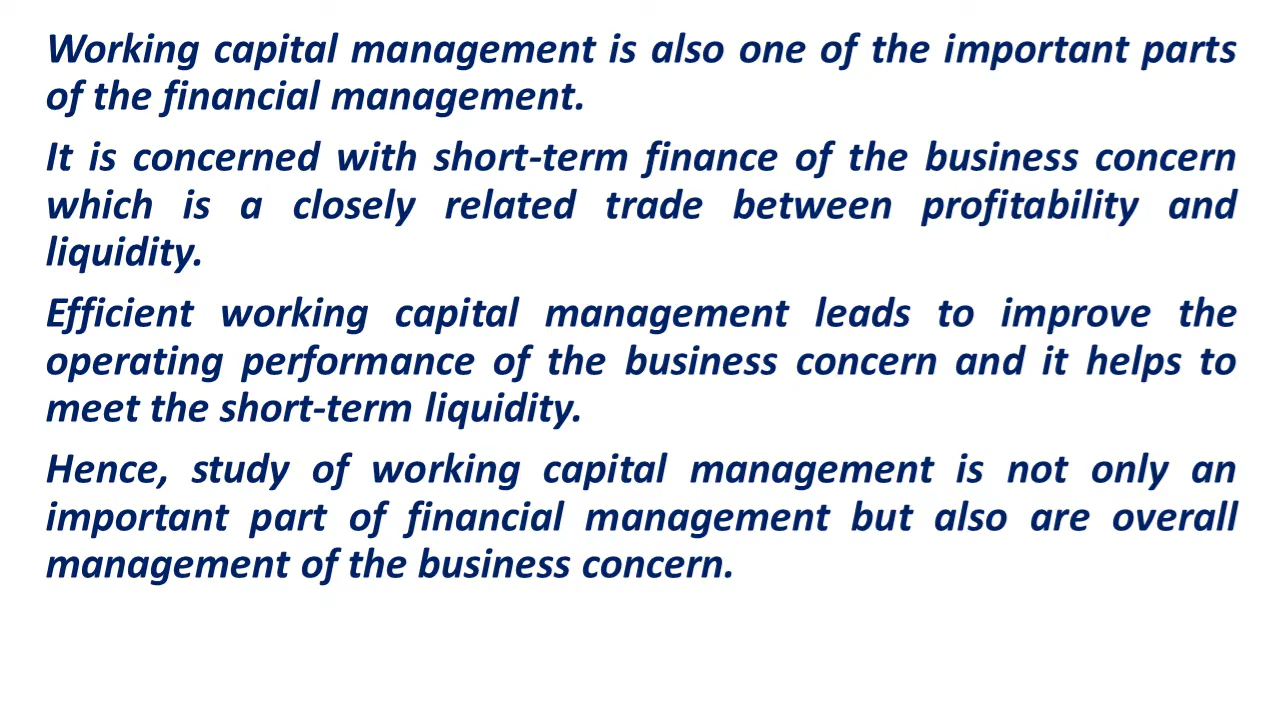 Working capital management is also one of the important parts
of the financial management.
It is concerned with short-term finance of the business concern
which is a closely related trade between profitability and
liquidity.
Efficient working capital management leads to improve the
operating performance of the business concern and it helps to
meet the short-term liquidity.
Hence, study of working capital management is not only an
important part of financial management but also are overall
management of the business concern.